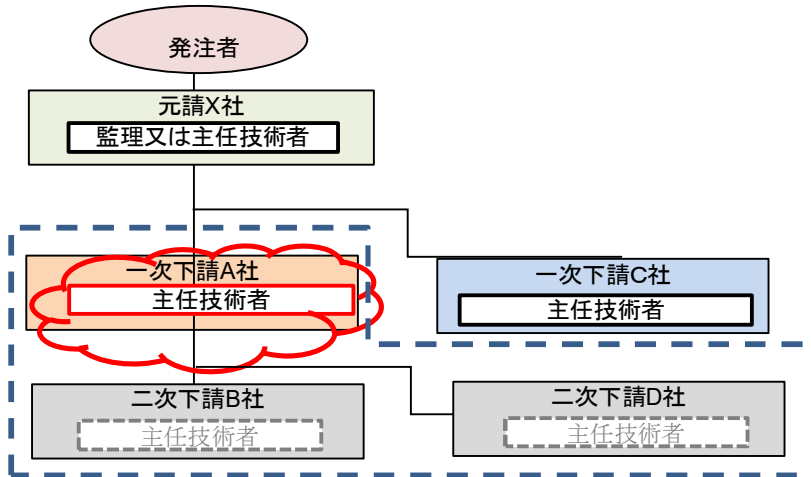 発注者
元請X社
監理又は主任技術者
一次下請A社
主任技術者
一次下請C社
主任技術者
二次下請B社
主任技術者
二次下請D社
主任技術者